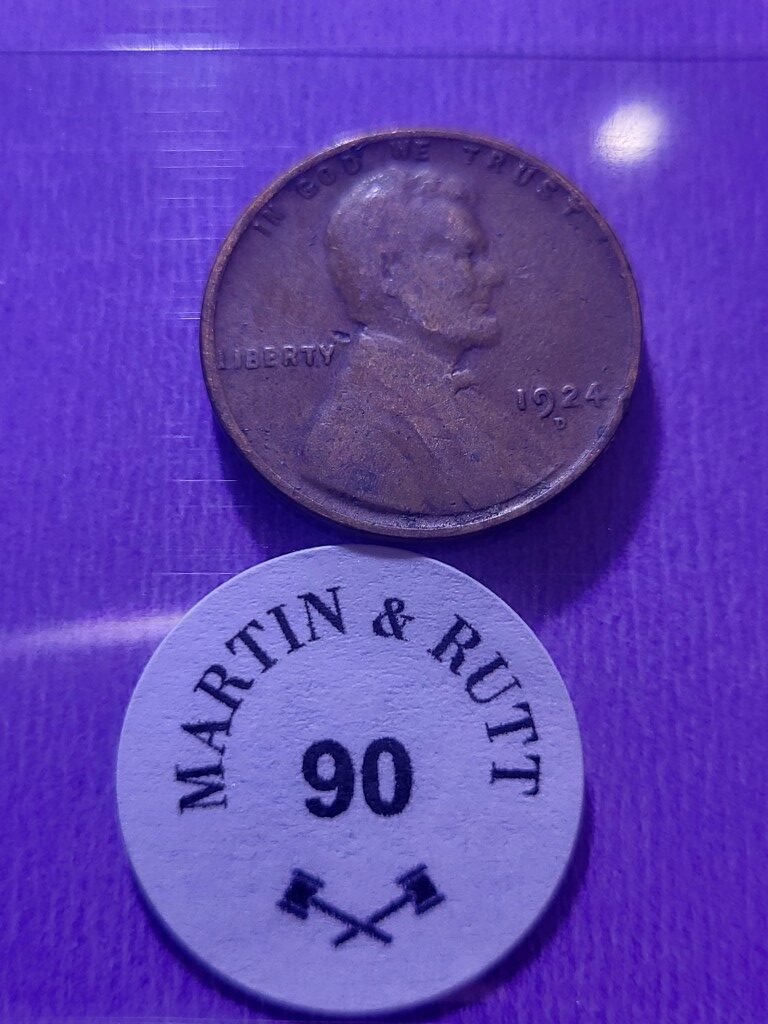 IN GOD WE TRUST
LIBERTY
1924
D
MARTIN & RUTT
90